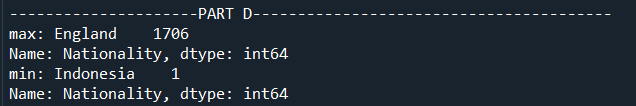 ---------------------PART D----------------------------------------
max: England    1706
Name: Nationality, dtype: int64
min: Indonesia    1
Name: Nationality, dtype: int64